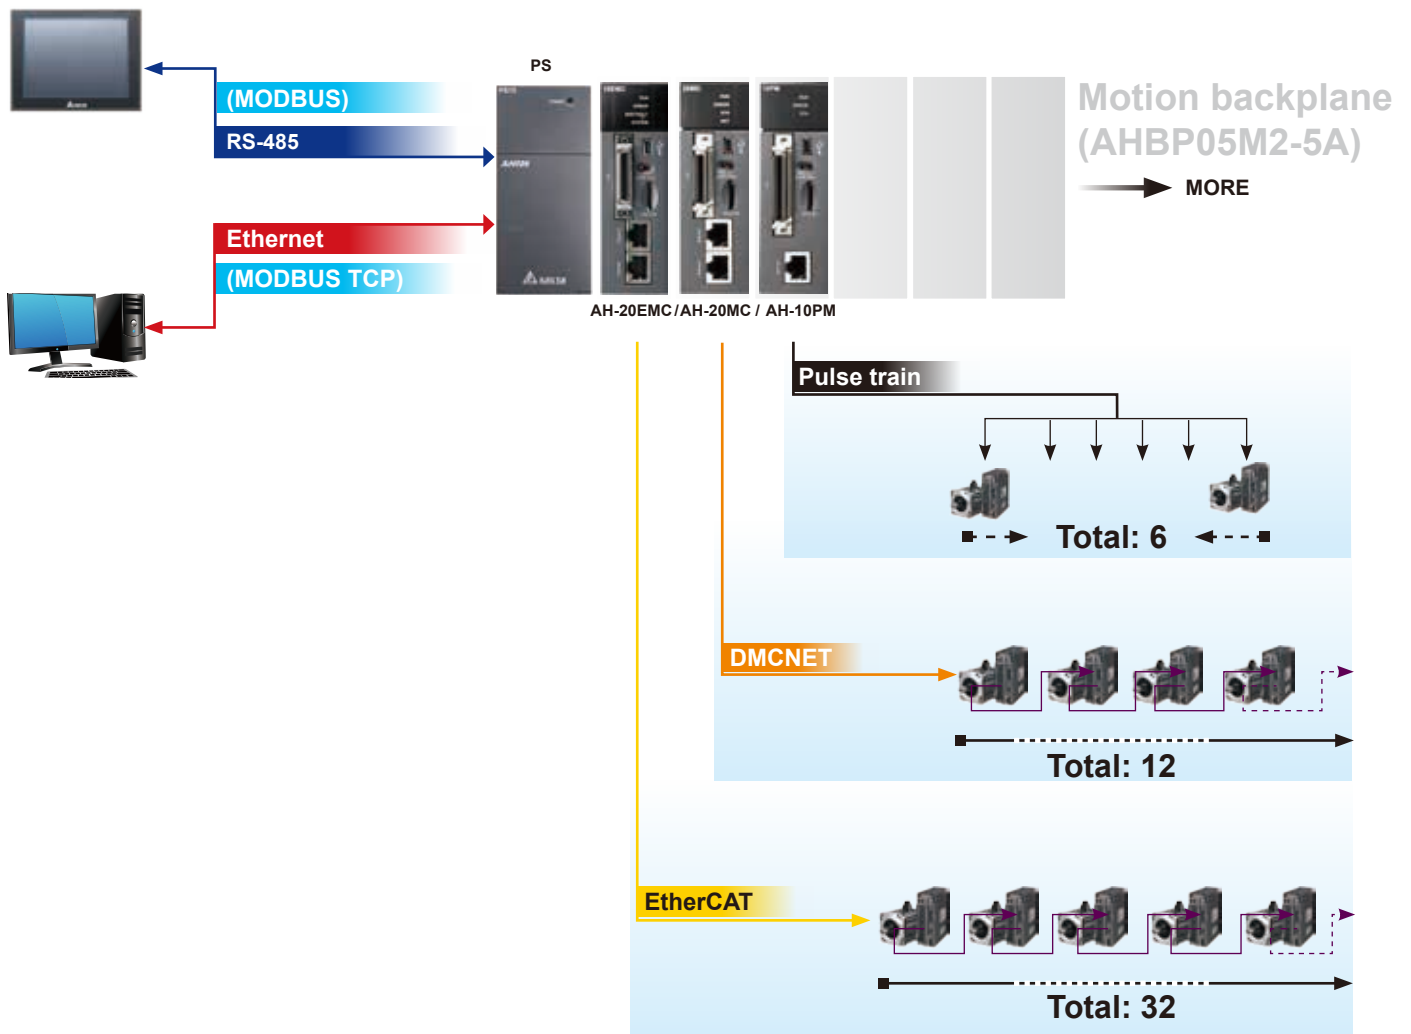 PS
(MODBUS)
RS-485
Ethernet
(MODBUS TCP)
Motion backplane
(AHBP05M2-5A)
MORE
AH-20EMC / AH-20MC / AH-10PM
Pulse train
Total: 6
DMCNET
Total: 12
EtherCAT
Total: 32